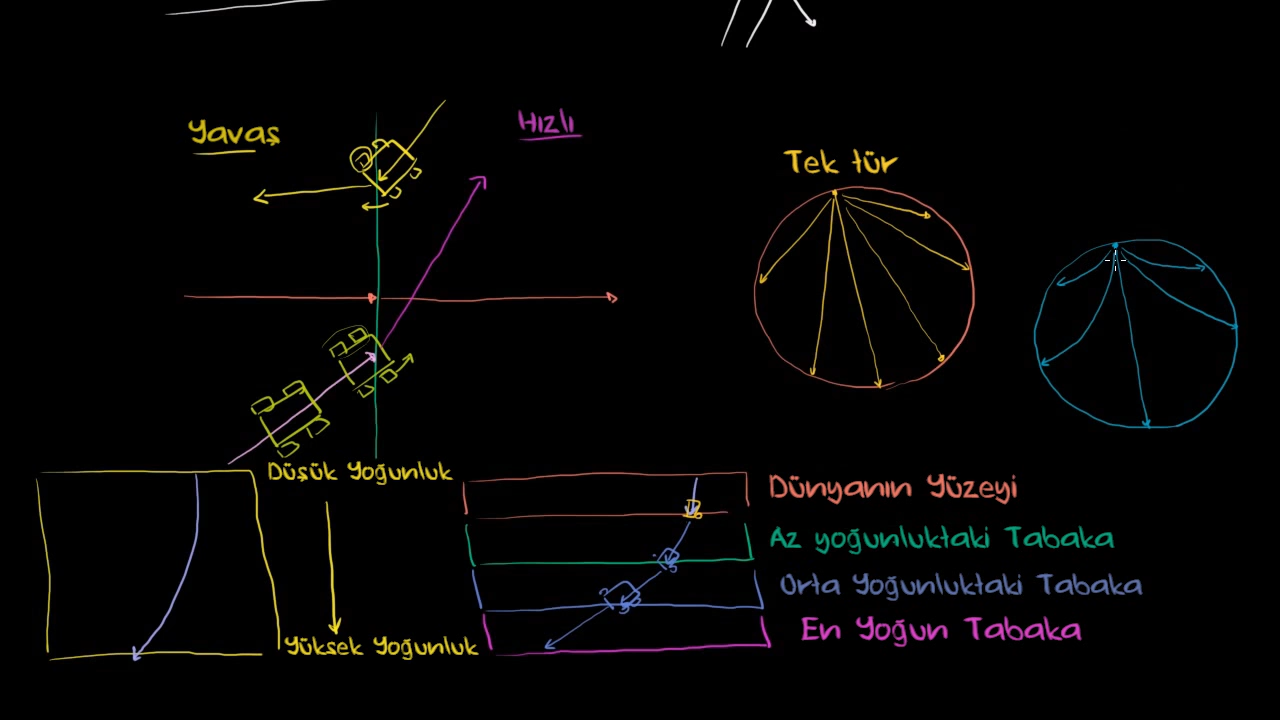 Yavaş
Hızlı
Tek tür
Düşük Yoğunluk
Yüksek Yoğunluk
Dünyanın Yüzeyi
Az yoğunluktaki Tabaka
Orta Yoğunluktaki Tabaka
En Yoğun Tabaka